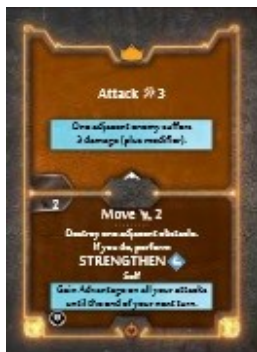 Attack 3
One adjacent enemy suffers
3 damage (plus modifier).
2
Move 2
Destroy one adjacent obstacle.
If you do, perform
STRENGTHEN
Self
Gain Advantage on all your attacks
until the end of your next turn.